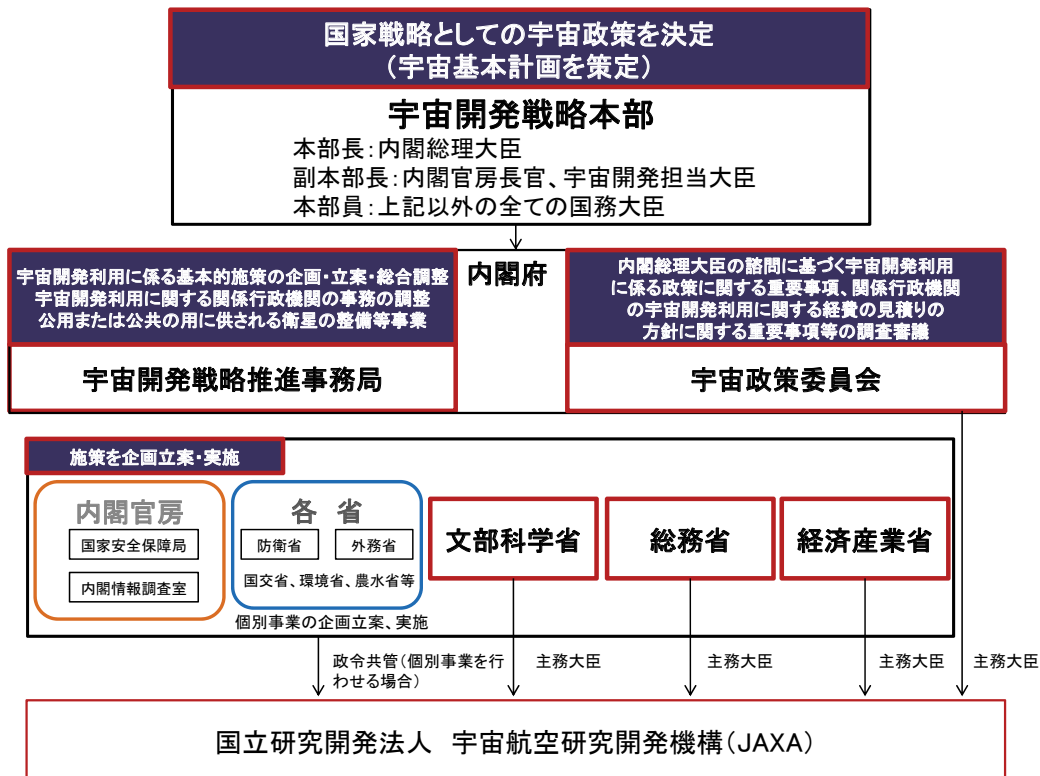 国家戦略としての宇宙政策を決定
（宇宙基本計画を策定）
宇宙開発戦略本部
本部長：内閣総理大臣
副本部長：内閣官房長官、宇宙開発担当大臣
本部員：上記以外の全ての国務大臣
内閣府
宇宙開発利用に係る基本的施策の企画・立案・総合調整
宇宙開発利用に関する関係行政機関の事務の調整
公用または公共の用に供される衛星の整備等事業
宇宙開発戦略推進事務局
内閣総理大臣の諮問に基づく宇宙開発利用
に係る政策に関する重要事項、関係行政機関
の宇宙開発利用に関する経費の見積りの
方針に関する重要事項等の調査審議
宇宙政策委員会
施策を企画立案・実施
内閣官房
国家安全保障局
内閣情報調査室
各 省
防衛省
外務省
国交省、環境省、農水省等
個別事業の企画立案、実施
文部科学省
総務省
経済産業省
政令共管（個別事業を行
わせる場合）
主務大臣
主務大臣
主務大臣
主務大臣
国立研究開発法人　宇宙航空研究開発機構（JAXA）